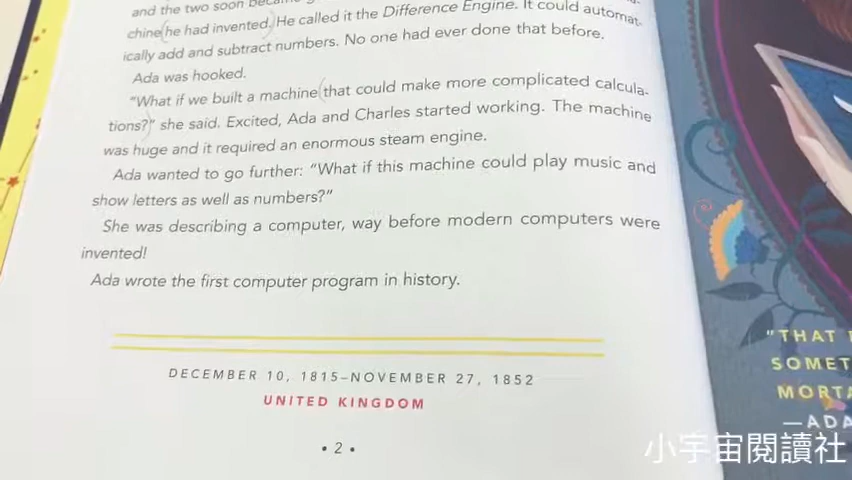 and the two soon
chine he had invented. He called it the Difference Engine. It could automat-
ically add and subtract numbers. No one had ever done that before.
Ada was hooked.
"What if we built a machine that could make more complicated calcula-
tions?" she said. Excited, Ada and Charles started working. The machine
was huge and it required an enormous steam engine.
Ada wanted to go further: "What if this machine could play music and
show letters as well as numbers?"
She was describing a computer, way before modern computers were
invented!
Ada wrote the first computer program in history.
DECEMBER 10, 1815–NOVEMBER 27, 1852
UNITED KINGDOM
• 2 •
"THAT
SOMET
MORTA
—ADA
小宇宙閱讀社